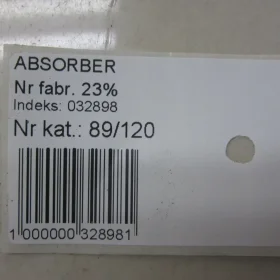 ABSORBER
Nr fabr. 23%
Indeks: 032898
Nr kat.: 89/120
1 000000 328981